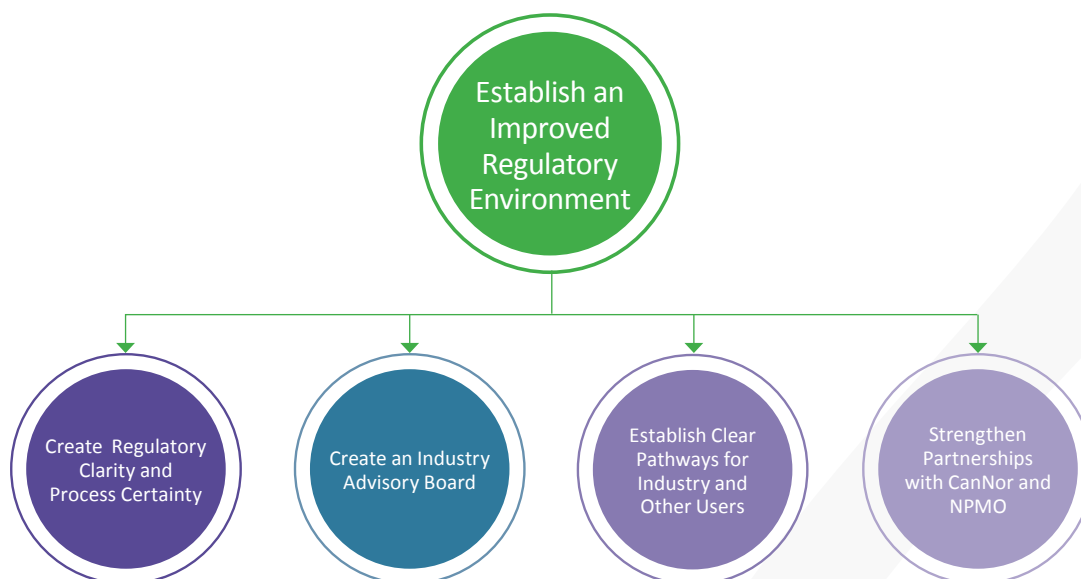 Establish an
Improved
Regulatory
Environment
Create Regulatory
Clarity and
Process Certainty
Create an Industry
Advisory Board
Establish Clear
Pathways for
Industry and
Other Users
Strengthen
Partnerships
with CanNor and
NPMO